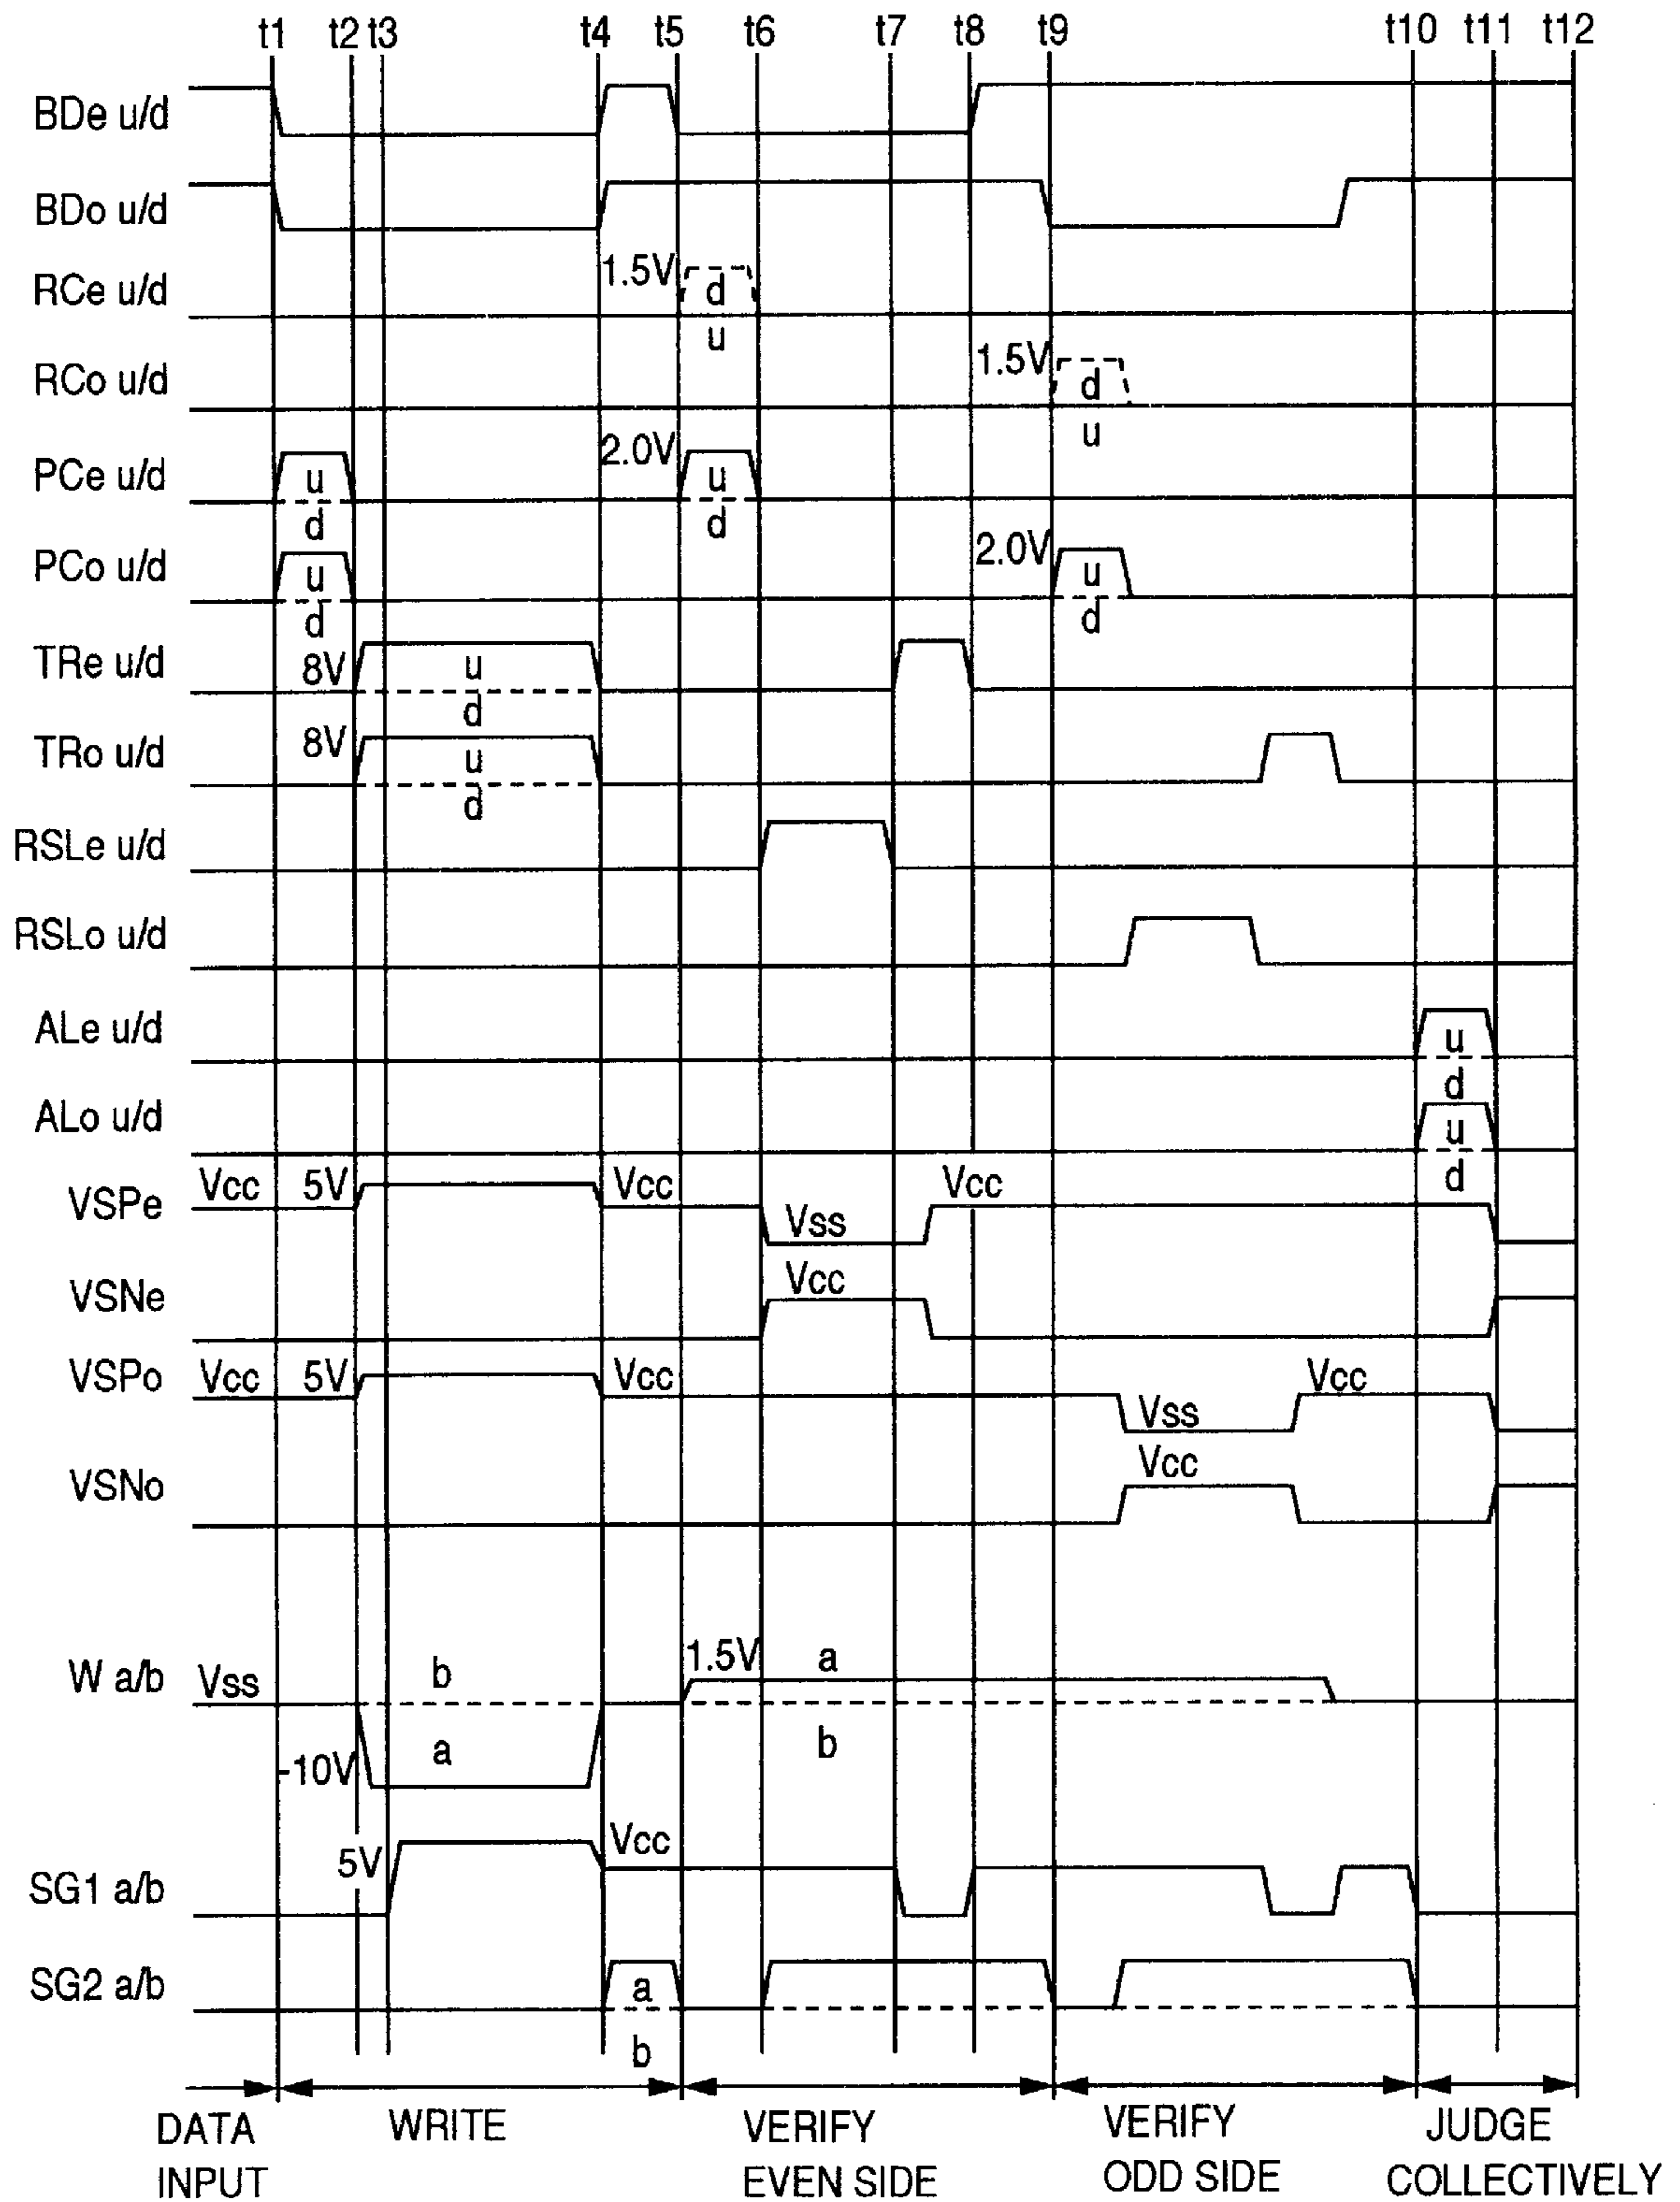 t1 t2 t3 t4 t5 t6 t7 t8 t9 t10 t11 t12
BDe u/d
BDo u/d
RCe u/d 1.5V d
u
RCo u/d 1.5V d
u
PCe u/d u 2.0V u
d d
PCo u/d u 2.0V u
d d
TRe u/d 8V u
d
TRo u/d 8V u
d
RSLe u/d
RSLo u/d
ALe u/d u
d
ALo u/d u
d
VSPe Vcc 5V Vcc Vss Vcc
VSNe Vcc
VSPo Vcc 5V Vcc Vss Vcc
VSNo Vcc
W a/b Vss b 1.5V a
-10V a b
SG1 a/b 5V Vcc
SG2 a/b a
b
DATA INPUT
WRITE
VERIFY EVEN SIDE
VERIFY ODD SIDE
JUDGE COLLECTIVELY